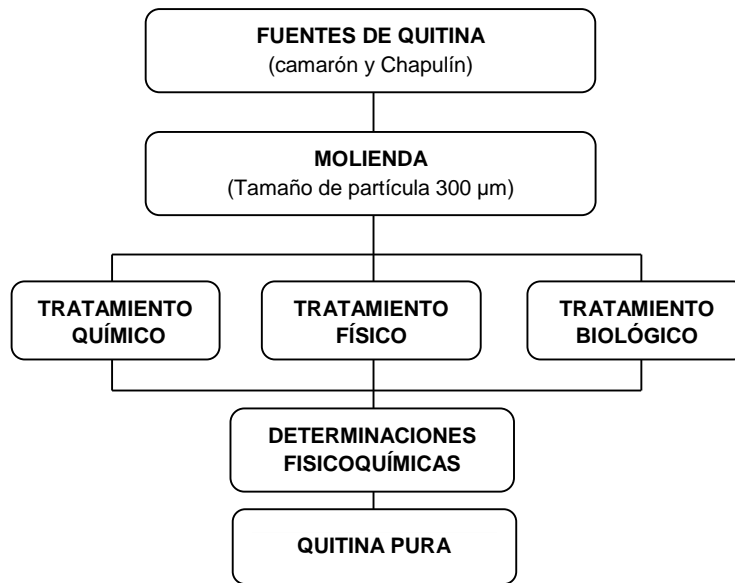 FUENTES DE QUITINA
(camarón y Chapulín)
MOLIENDA
(Tamaño de partícula 300 µm)
TRATAMIENTO
QUÍMICO
TRATAMIENTO
FÍSICO
TRATAMIENTO
BIOLÓGICO
DETERMINACIONES
FISICOQUÍMICAS
QUITINA PURA